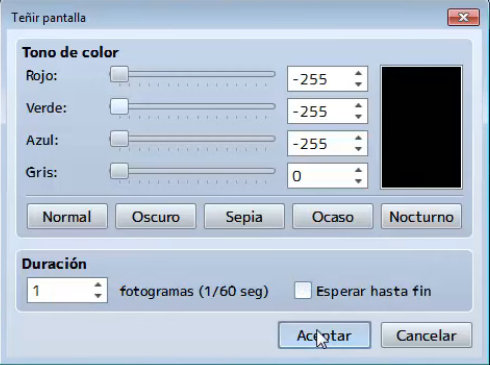 Teñir pantalla
Tono de color
Rojo: -255
Verde: -255
Azul: -255
Gris: 0
Normal Oscuro Sepia Ocaso Nocturno
Duración
1 fotogramas (1/60 seg) Esperar hasta fin
Aceptar Cancelar